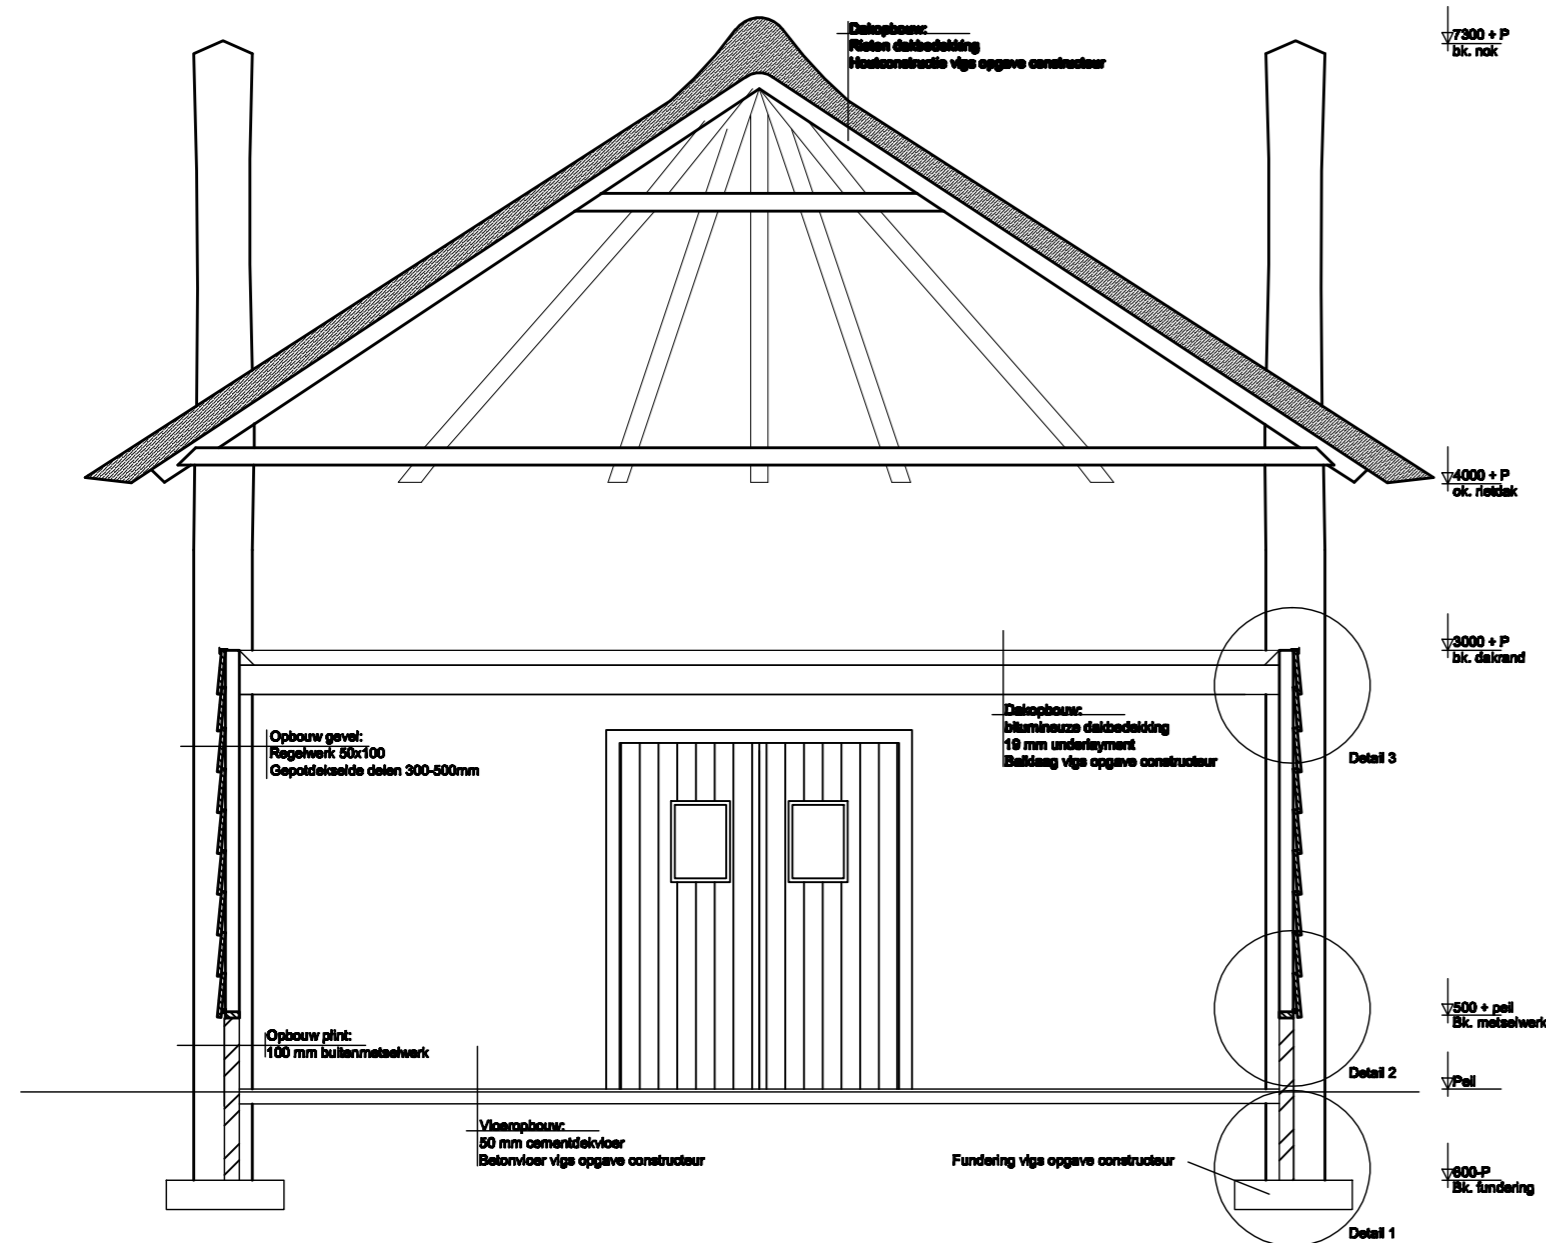 Dakopbouw:
Rieten dakbedekking
Houtconstructie vlgs opgave constructeur
7300 + P
bk. nok
4000 + P
ok. rietdak
3000 + P
bk. dakrand
Dakopbouw:
bitumineuze dakbedekking
19 mm underlayment
Balklaag vlgs opgave constructeur
Opbouw gevel:
Regelwerk 50x100
Gepotdekselde delen 300-500mm
Detail 3
500 + peil
Bk. metselwerk
Opbouw plint:
100 mm buitenmetselwerk
Detail 2
Peil
Vloeropbouw:
50 mm cementdekvloer
Betonvloer vlgs opgave constructeur
Fundering vlgs opgave constructeur
600-P
Bk. fundering
Detail 1